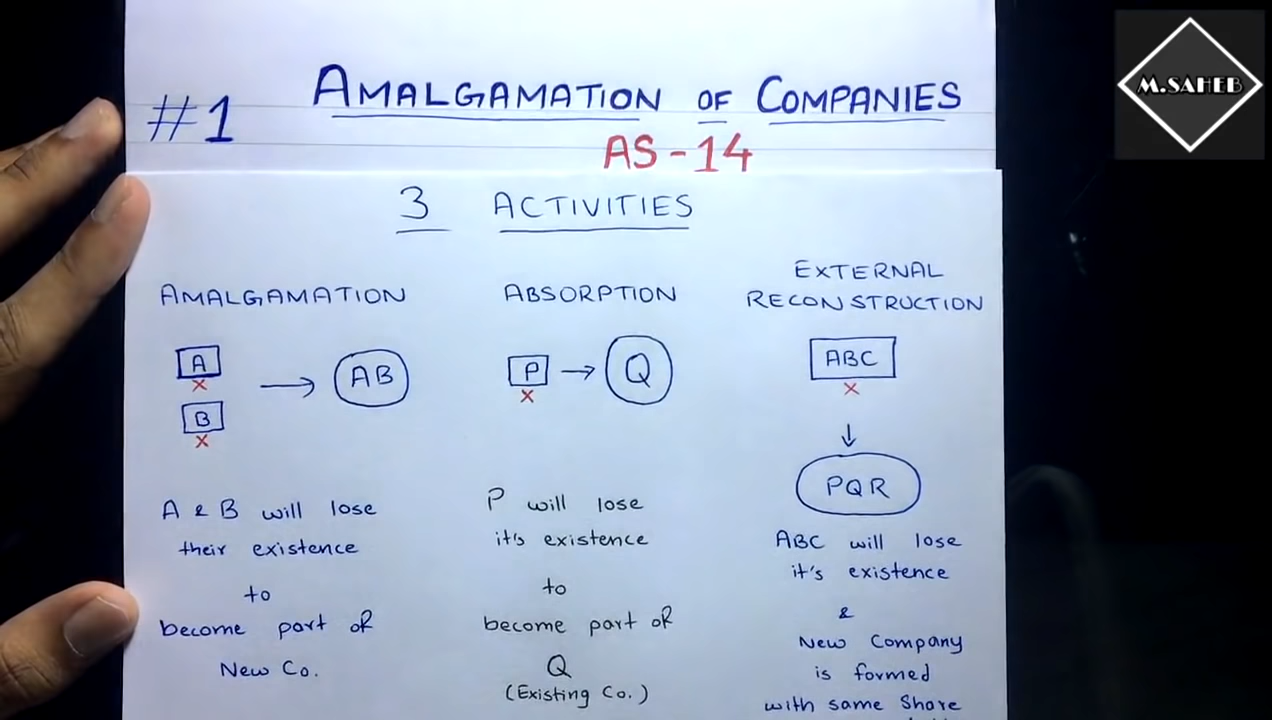 #1
AMALGAMATION OF COMPANIES
AS-14
3 ACTIVITIES
AMALGAMATION
A
B
AB
A & B will lose
their existence
to
become part of
New Co.
ABSORPTION
P
Q
P will lose
it's existence
to
become part of
Q
(Existing Co.)
EXTERNAL
RECONSTRUCTION
ABC
PQR
ABC will lose
it's existence
&
New Company
is formed
with same Share
M.SAHEB